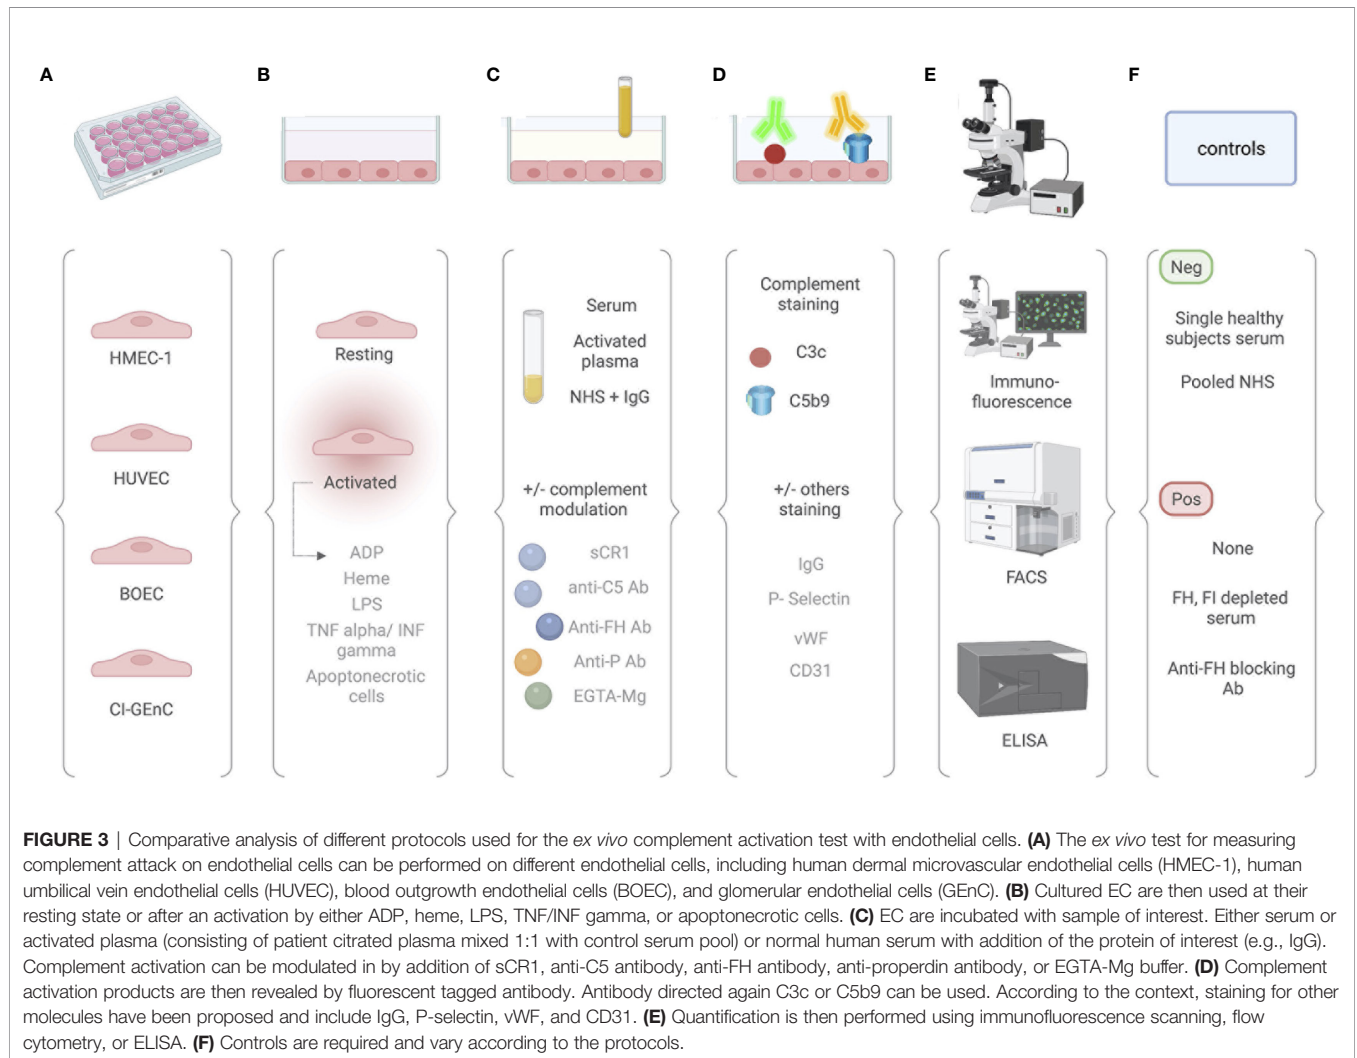 A
B
C
D
E
F
controls
HMEC-1
HUVEC
BOEC
CI-GEnC
Resting
Activated
ADP
Heme
LPS
TNF alpha/ INF
gamma
Apoptonecrotic
cells
Serum
Activated
plasma
NHS + IgG
+/- complement
modulation
sCR1
anti-C5 Ab
Anti-FH Ab
Anti-P Ab
EGTA-Mg
Complement
staining
C3c
C5b9
+/- others
staining
IgG
P- Selectin
vWF
CD31
Immuno-
fluorescence
FACS
ELISA
Neg
Single healthy
subjects serum
Pooled NHS
Pos
None
FH, FI depleted
serum
Anti-FH blocking
Ab
FIGURE 3 | Comparative analysis of different protocols used for the ex vivo complement activation test with endothelial cells. (A) The ex vivo test for measuring
complement attack on endothelial cells can be performed on different endothelial cells, including human dermal microvascular endothelial cells (HMEC-1), human
umbilical vein endothelial cells (HUVEC), blood outgrowth endothelial cells (BOEC), and glomerular endothelial cells (GEnC). (B) Cultured EC are then used at their
resting state or after an activation by either ADP, heme, LPS, TNF/INF gamma, or apoptonecrotic cells. (C) EC are incubated with sample of interest. Either serum or
activated plasma (consisting of patient citrated plasma mixed 1:1 with control serum pool) or normal human serum with addition of the protein of interest (e.g., IgG).
Complement activation can be modulated in by addition of sCR1, anti-C5 antibody, anti-FH antibody, anti-properdin antibody, or EGTA-Mg buffer. (D) Complement
activation products are then revealed by fluorescent tagged antibody. Antibody directed again C3c or C5b9 can be used. According to the context, staining for other
molecules have been proposed and include IgG, P-selectin, vWF, and CD31. (E) Quantification is then performed using immunofluorescence scanning, flow
cytometry, or ELISA. (F) Controls are required and vary according to the protocols.